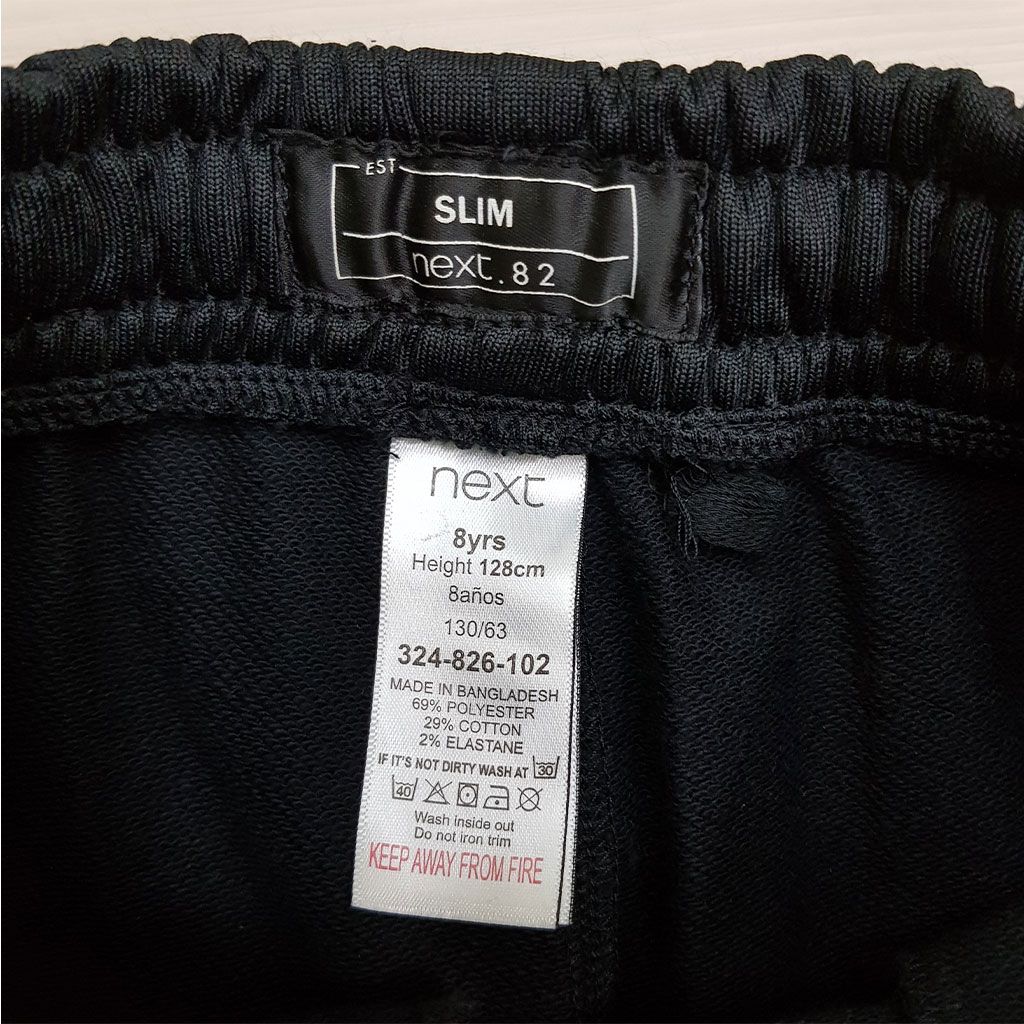 EST
SLIM
next.82
next
8yrs
Height 128cm
8años
130/63
324-826-102
MADE IN BANGLADESH
69% POLYESTER
29% COTTON
2% ELASTANE
IF IT'S NOT DIRTY WASH AT 30
40
Wash inside out
Do not iron trim
KEEP AWAY FROM FIRE